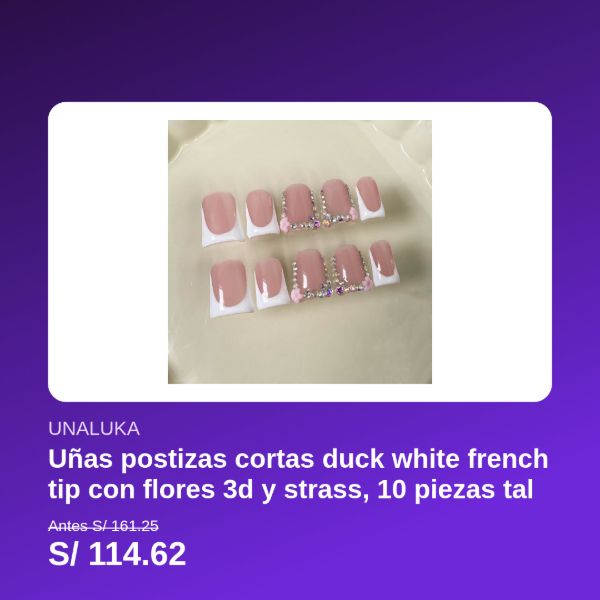 UNALUKA
Uñas postizas cortas duck white french
tip con flores 3d y strass, 10 piezas tal
Antes S/ 161.25
S/ 114.62